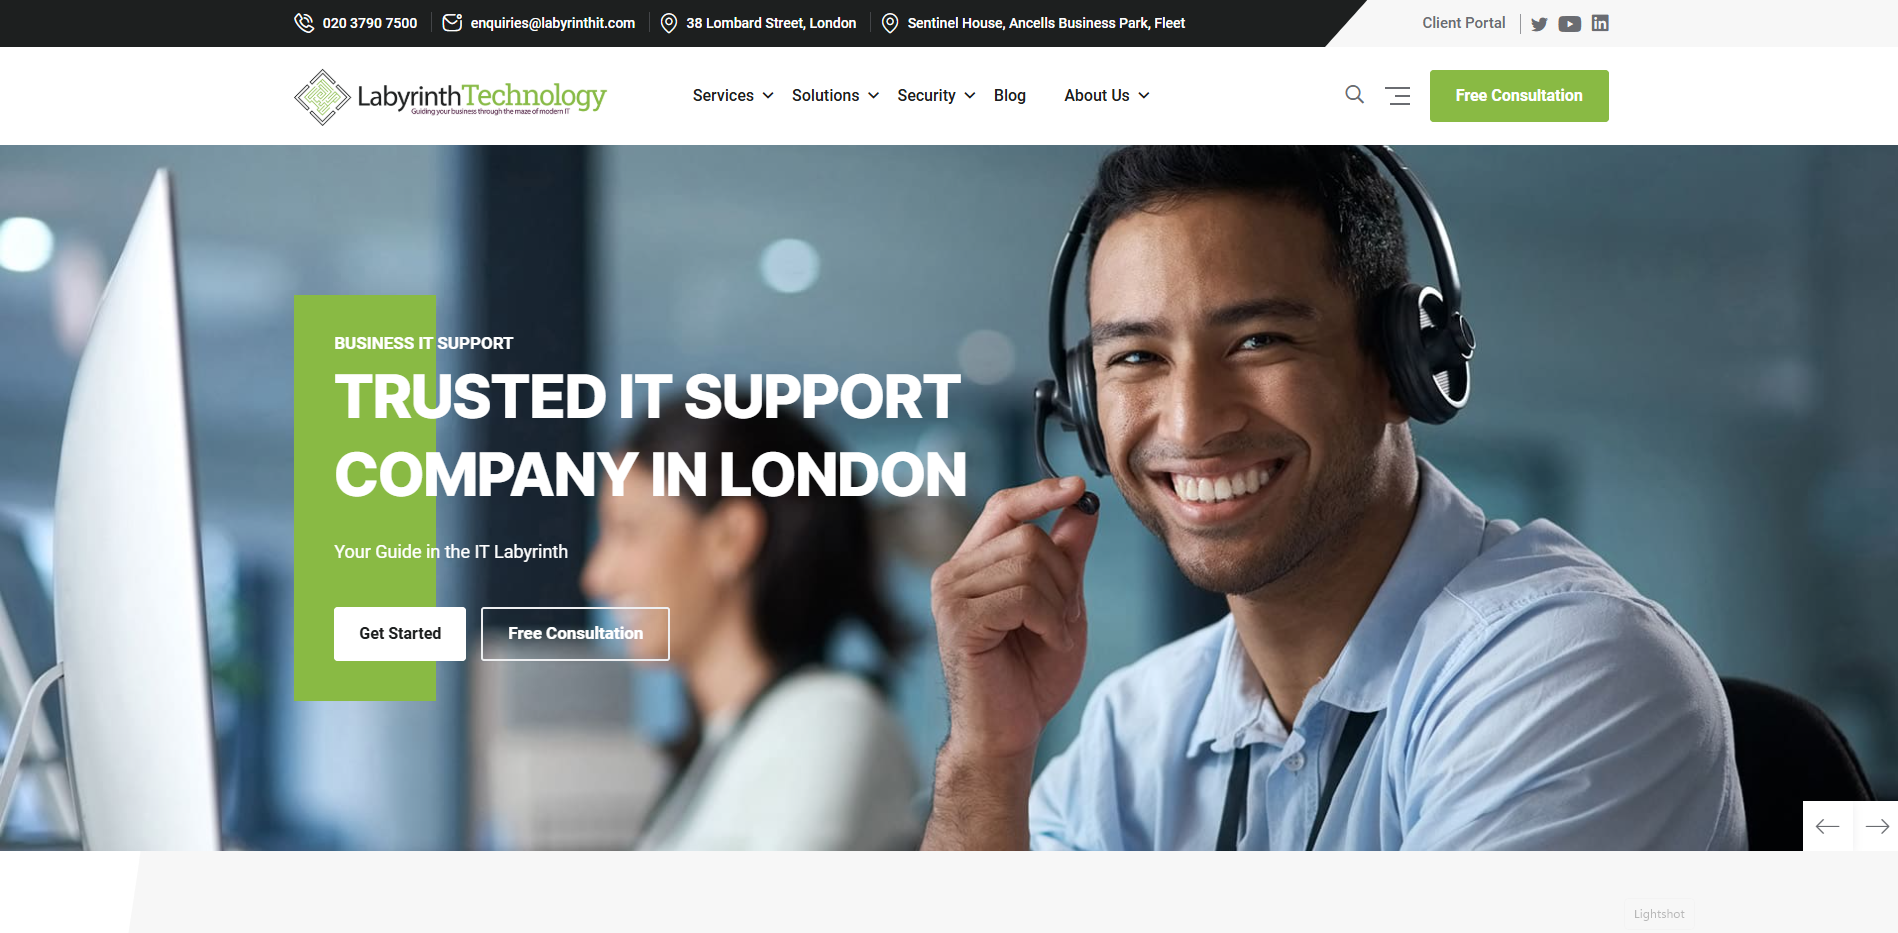 020 3790 7500
enquiries@labyrinthit.com
38 Lombard Street, London
Sentinel House, Ancells Business Park, Fleet
Client Portal
LabyrinthTechnology
Guiding your business through the maze of modern IT
Services
Solutions
Security
Blog
About Us
Free Consultation
BUSINESS IT SUPPORT
TRUSTED IT SUPPORT
COMPANY IN LONDON
Your Guide in the IT Labyrinth
Get Started
Free Consultation
Lightshot